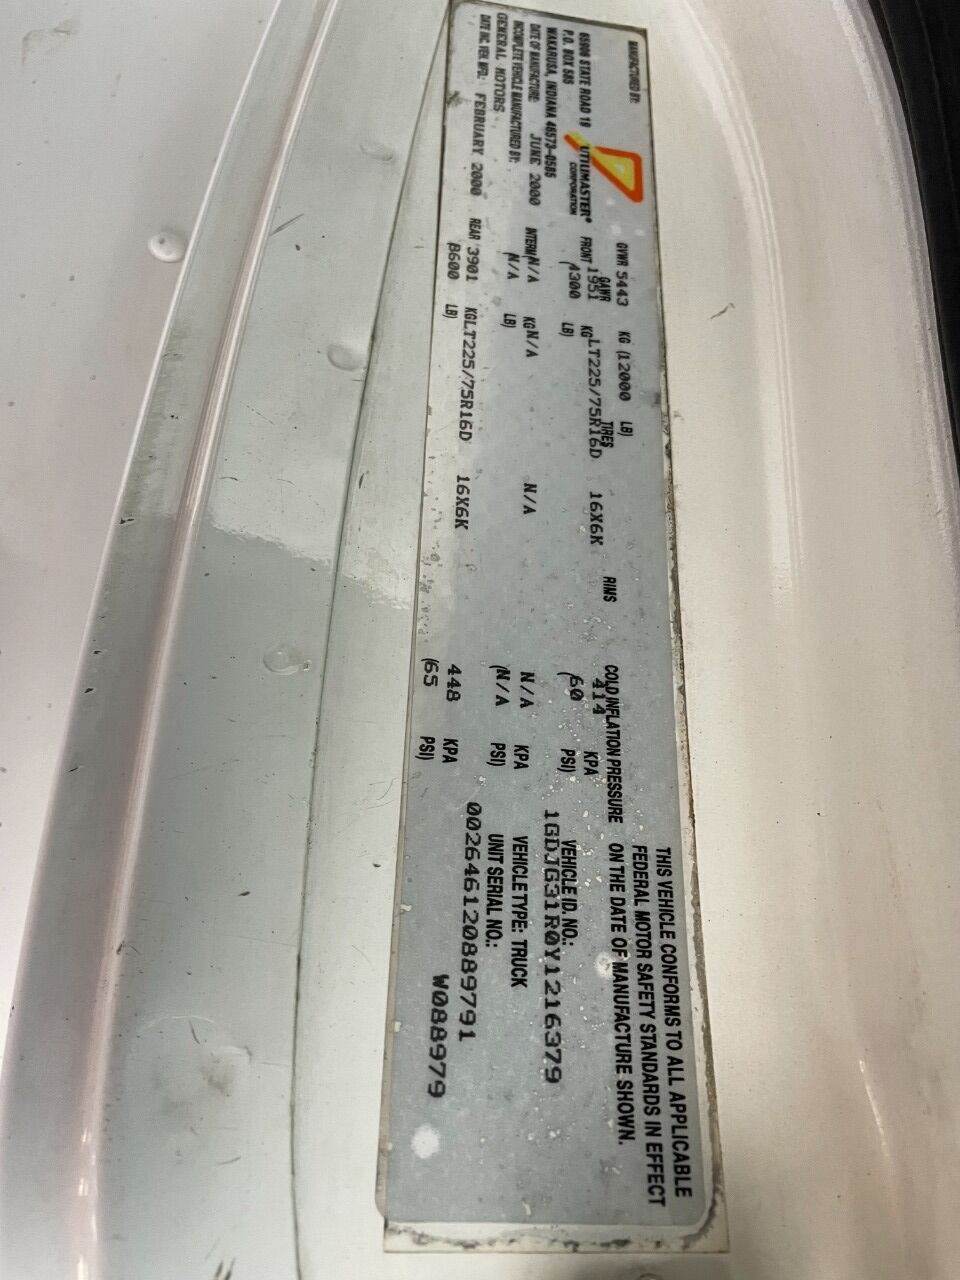 MANUFACTURED BY:
UTILIMASTER®
CORPORATION
65906 STATE ROAD 19
P.O. BOX 585
WAKARUSA, INDIANA 46573-0585
DATE OF MANUFACTURE: JUNE 2000
INCOMPLETE VEHICLE MANUFACTURED BY:
GENERAL MOTORS
DATE INC. VEH. MFG. FEBRUARY 2000
GVWR 5443 KG (12000 LB)
GAWR TIRES RIMS COLD INFLATION PRESSURE
FRONT 1951 KG LT225/75R16D 16X6K 414 KPA
(4300 LB) (60 PSI)
INTERM N/A KG N/A N/A N/A KPA
(N/A LB) (N/A PSI)
REAR 3901 KG LT225/75R16D 16X6K 448 KPA
(8600 LB) (65 PSI)
THIS VEHICLE CONFORMS TO ALL APPLICABLE
FEDERAL MOTOR SAFETY STANDARDS IN EFFECT
ON THE DATE OF MANUFACTURE SHOWN.
VEHICLE ID. NO.:
1GDJG31R0Y1216379
VEHICLE TYPE: TRUCK
UNIT SERIAL NO.:
002646120889791
W088979